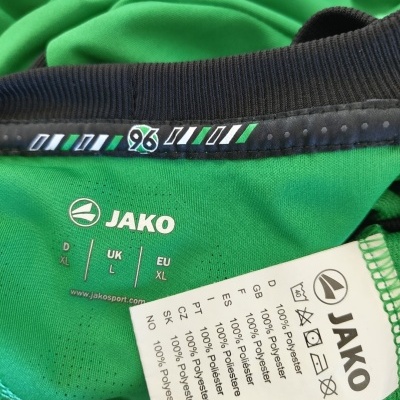 96
JAKO
D
XL
UK
L
EU
XL
www.jakosport.com
JAKO
40
D 100% Polyester
GB 100% Polyester
F 100% Polyester
ES 100% Poliéster
I 100% Poliestere
PT 100% Poliéster
CZ 100% Polyester
SK 100% Polyester
NO 100% Polyester